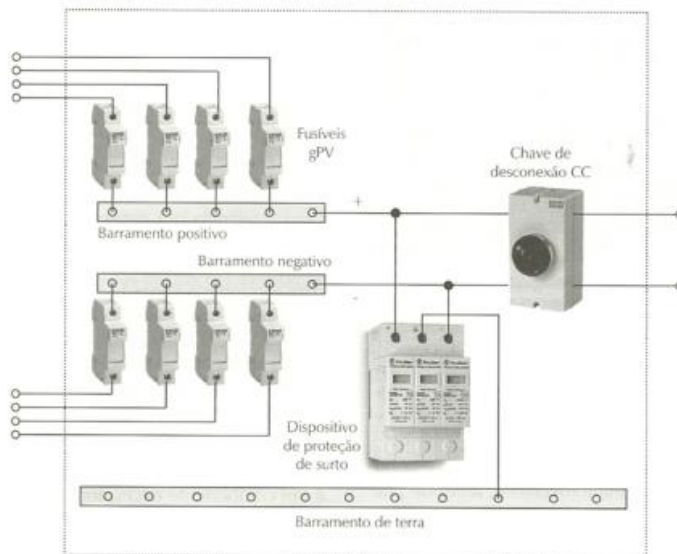 Fusíveis
gPV
Chave de
desconexão CC
+
Barramento positivo
Barramento negativo
-
Dispositivo
de proteção
de surto
Barramento de terra